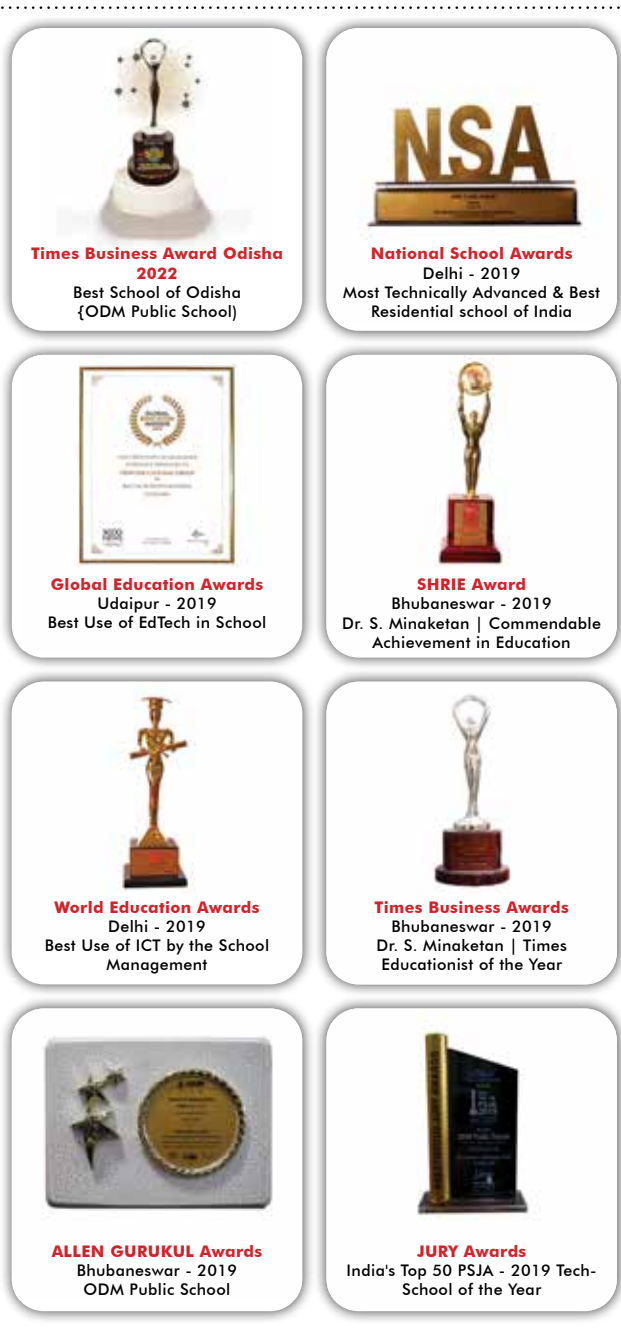 Times Business Award Odisha
2022
Best School of Odisha
{ODM Public School)
NSA
National School Awards
Delhi - 2019
Most Technically Advanced & Best
Residential school of India
Global Education Awards
Udaipur - 2019
Best Use of EdTech in School
SHRIE Award
Bhubaneswar - 2019
Dr. S. Minaketan | Commendable
Achievement in Education
World Education Awards
Delhi - 2019
Best Use of ICT by the School
Management
Times Business Awards
Bhubaneswar - 2019
Dr. S. Minaketan | Times
Educationist of the Year
ALLEN GURUKUL Awards
Bhubaneswar - 2019
ODM Public School
JURY Awards
India's Top 50 PSJA - 2019 Tech-
School of the Year